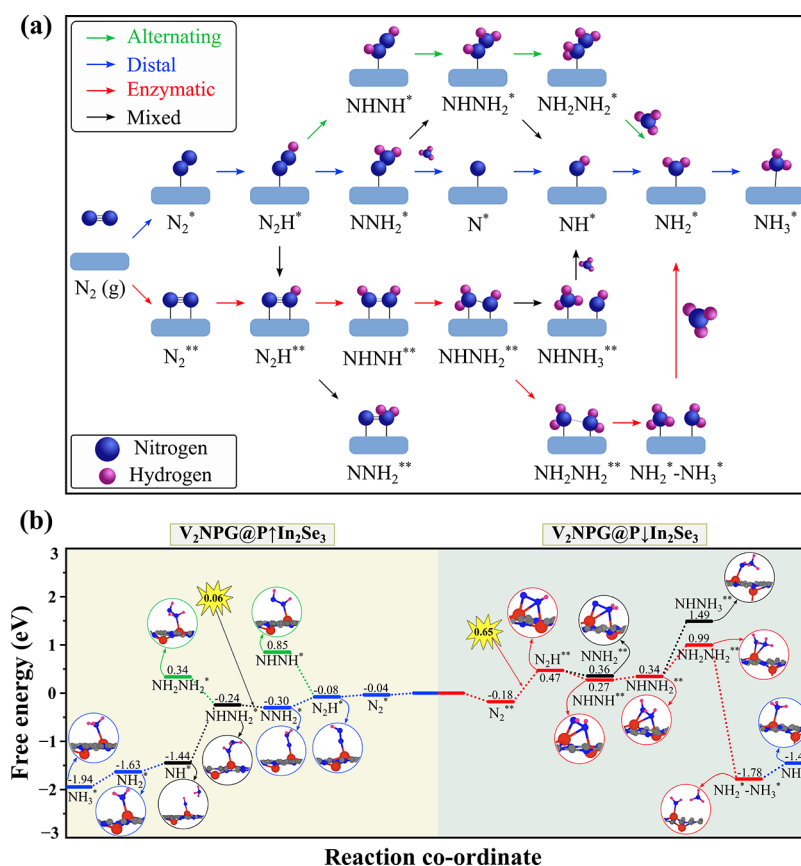 (a)
Alternating
Distal
Enzymatic
Mixed
NHNH*
NHNH₂*
NH₂NH₂*
N₂*
N₂H*
NNH₂*
N*
NH*
NH₂*
NH₃*
N₂ (g)
N₂**
N₂H**
NHNH**
NHNH₂**
NHNH₃**
NNH₂**
NH₂NH₂**
NH₂*-NH₃*
Nitrogen
Hydrogen
(b)
V₂NPG@P↑In₂Se₃
V₂NPG@P↓In₂Se₃
Free energy (eV)
3
2
1
0
−1
−2
−3
−1.94
NH₃*
−1.63
NH₂*
−1.44
NH*
0.34
NH₂NH₂*
0.06
−0.24
NHNH₂*
0.85
NHNH*
−0.30
NNH₂*
−0.08
N₂H*
−0.04
N₂*
0.65
−0.18
N₂**
N₂H**
0.47
NNH₂**
0.36
0.27
NHNH**
0.34
NHNH₂**
NHNH₃**
1.49
0.99
NH₂NH₂**
−1.78
NH₂*-NH₃*
Reaction co-ordinate